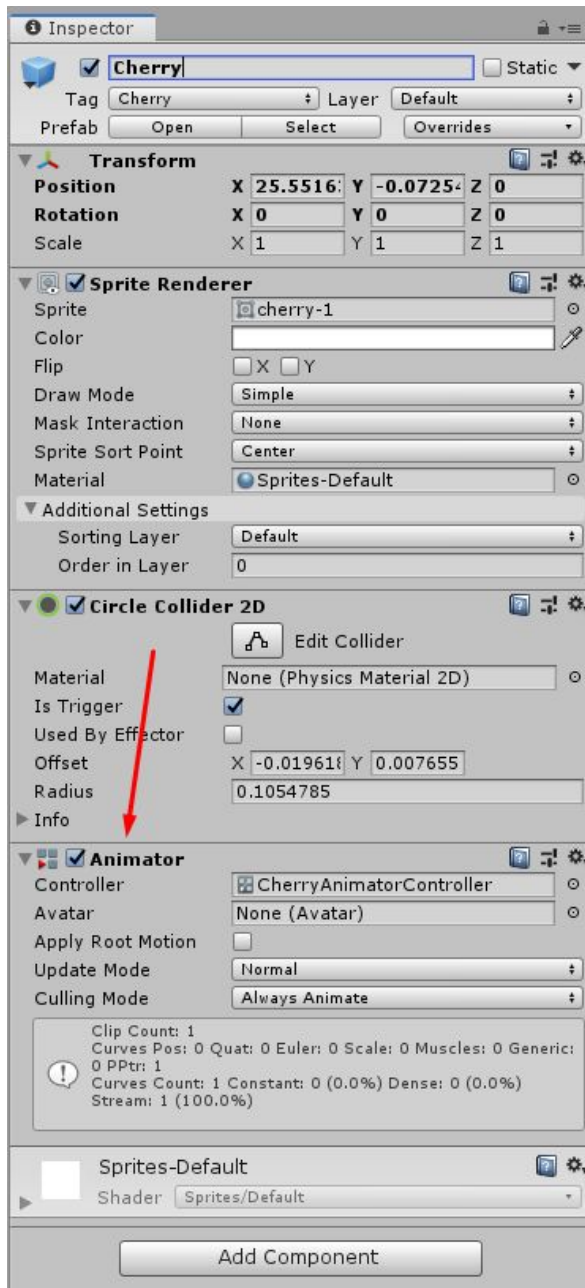 Inspector
Cherry Static
Tag Cherry Layer Default
Prefab Open Select Overrides
Transform
Position X 25.5516 Y -0.0725 Z 0
Rotation X 0 Y 0 Z 0
Scale X 1 Y 1 Z 1
Sprite Renderer
Sprite cherry-1
Color
Flip X Y
Draw Mode Simple
Mask Interaction None
Sprite Sort Point Center
Material Sprites-Default
Additional Settings
Sorting Layer Default
Order in Layer 0
Circle Collider 2D
Edit Collider
Material None (Physics Material 2D)
Is Trigger
Used By Effector
Offset X -0.01961 Y 0.007655
Radius 0.1054785
Info
Animator
Controller CherryAnimatorController
Avatar None (Avatar)
Apply Root Motion
Update Mode Normal
Culling Mode Always Animate
Clip Count: 1
Curves Pos: 0 Quat: 0 Euler: 0 Scale: 0 Muscles: 0 Generic:
0 PPtr: 1
Curves Count: 1 Constant: 0 (0.0%) Dense: 0 (0.0%)
Stream: 1 (100.0%)
Sprites-Default
Shader Sprites/Default
Add Component